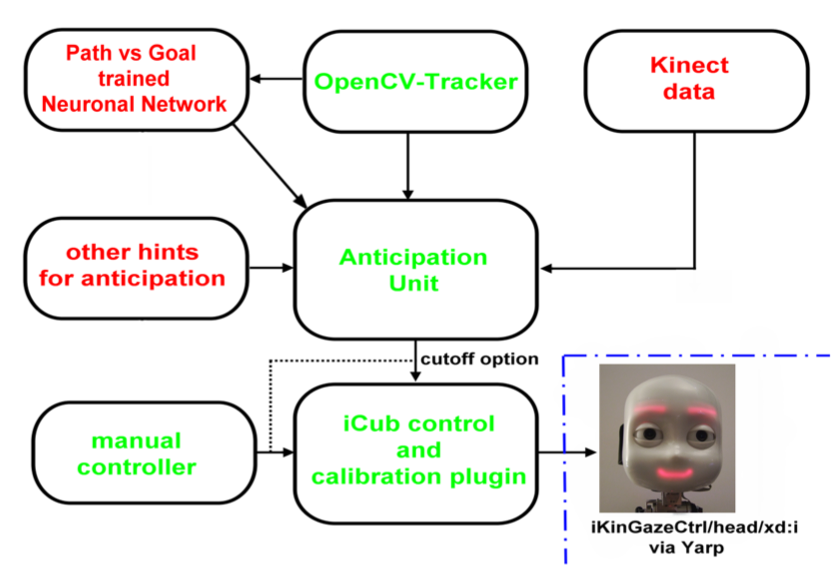 Path vs Goal
trained
Neuronal Network
OpenCV-Tracker
Kinect
data
other hints
for anticipation
Anticipation
Unit
cutoff option
manual
controller
iCub control
and
calibration plugin
iKinGazeCtrl/head/xd:i
via Yarp